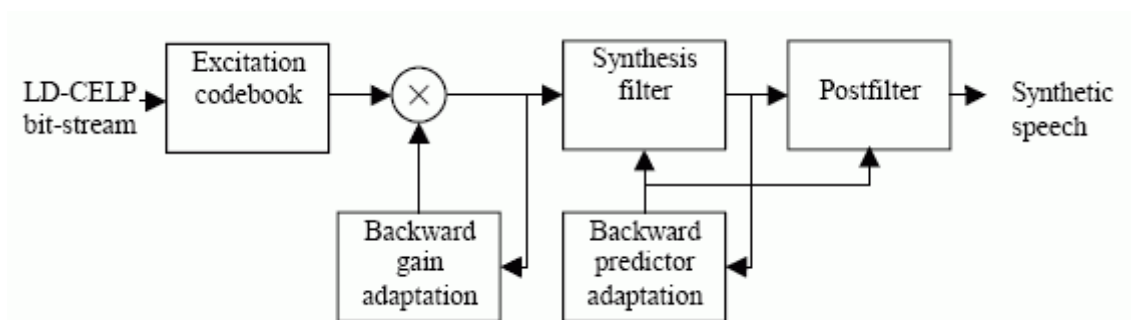 LD-CELP
bit-stream
Excitation
codebook
×
Synthesis
filter
Postfilter
Synthetic
speech
Backward
gain
adaptation
Backward
predictor
adaptation